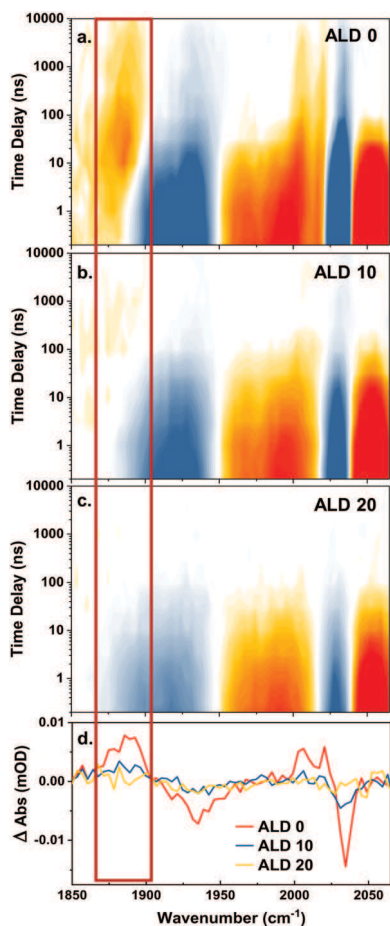 a.
ALD 0
Time Delay (ns)
10000
1000
100
10
1
b.
ALD 10
Time Delay (ns)
10000
1000
100
10
1
c.
ALD 20
Time Delay (ns)
10000
1000
100
10
1
d.
Δ Abs (mOD)
0.01
0.00
-0.01
ALD 0
ALD 10
ALD 20
1850 1900 1950 2000 2050
Wavenumber (cm⁻¹)